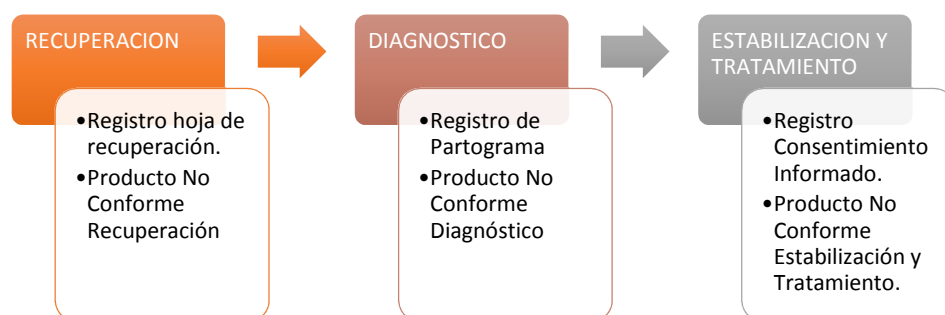 RECUPERACION
•Registro hoja de
recuperación.
•Producto No
Conforme
Recuperación
DIAGNOSTICO
•Registro de
Partograma
•Producto No
Conforme
Diagnóstico
ESTABILIZACION Y
TRATAMIENTO
•Registro
Consentimiento
Informado.
•Producto No
Conforme
Estabilización y
Tratamiento.